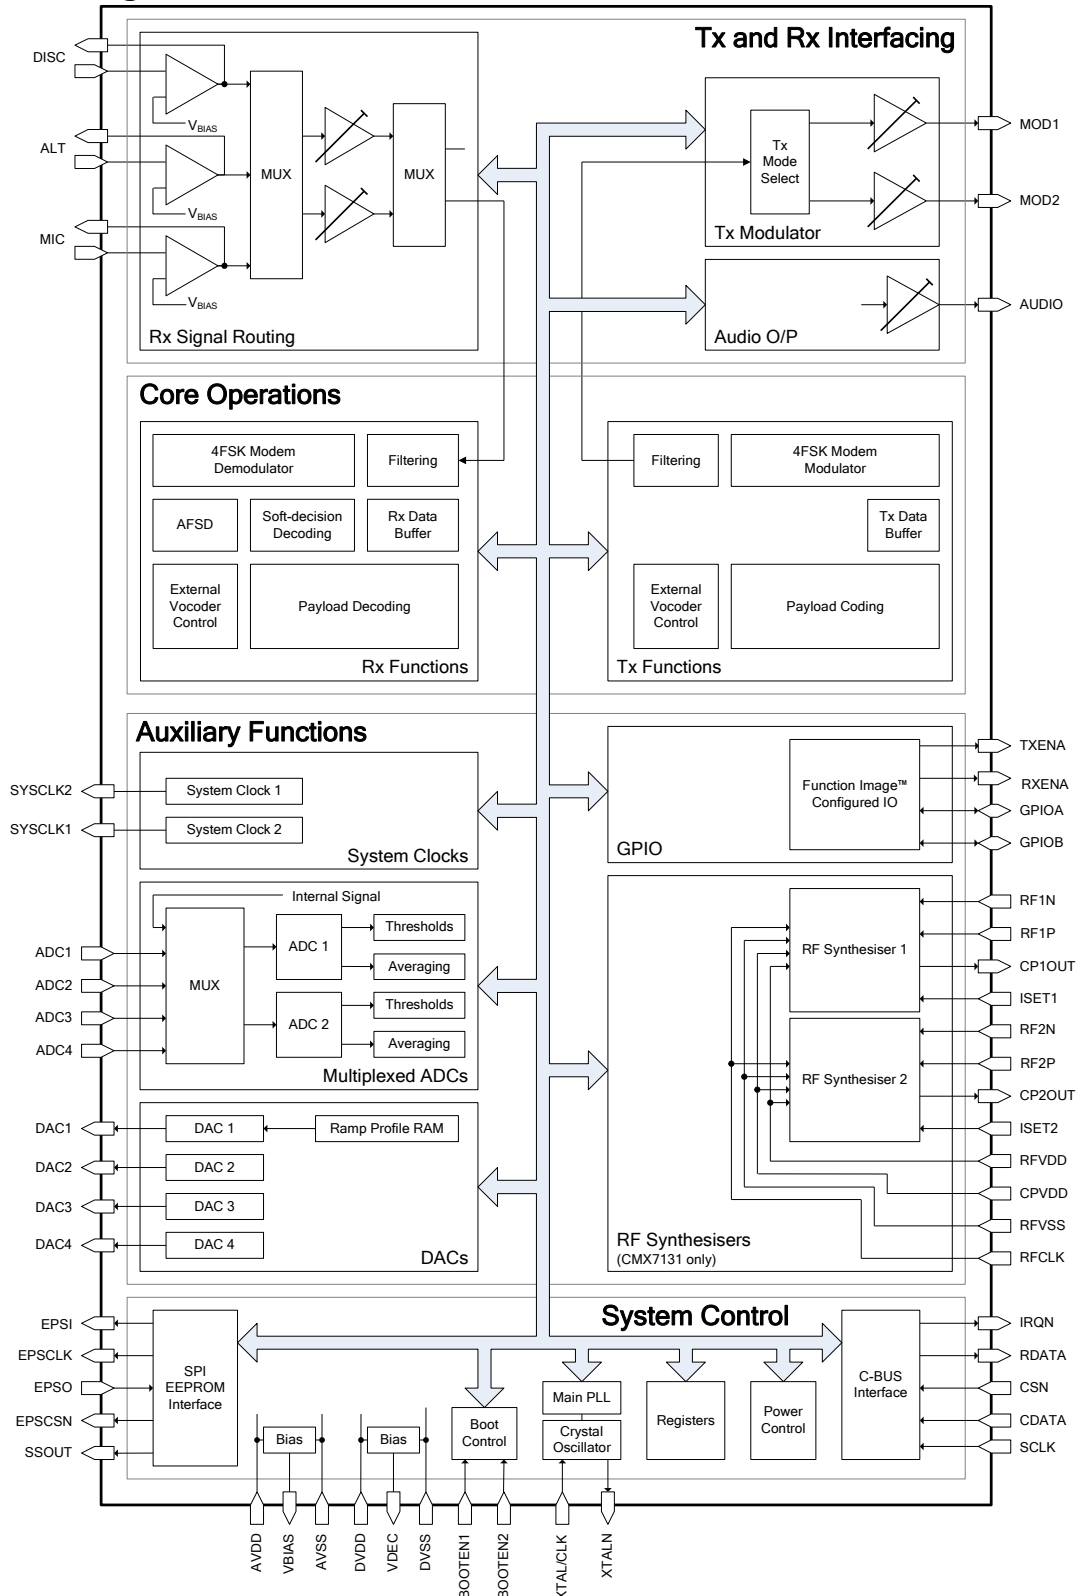 Tx and Rx Interfacing
DISC
ALT
MIC
V_BIAS
V_BIAS
V_BIAS
MUX
MUX
Rx Signal Routing
Tx
Mode
Select
Tx Modulator
MOD1
MOD2
Audio O/P
AUDIO
Core Operations
4FSK Modem
Demodulator
Filtering
AFSD
Soft-decision
Decoding
Rx Data
Buffer
External
Vocoder
Control
Payload Decoding
Rx Functions
Filtering
4FSK Modem
Modulator
Tx Data
Buffer
External
Vocoder
Control
Payload Coding
Tx Functions
Auxiliary Functions
SYSCLK2
SYSCLK1
System Clock 1
System Clock 2
System Clocks
Function Image™
Configured IO
GPIO
TXENA
RXENA
GPIOA
GPIOB
Internal Signal
ADC1
ADC2
ADC3
ADC4
MUX
ADC 1
ADC 2
Thresholds
Averaging
Thresholds
Averaging
Multiplexed ADCs
RF Synthesiser 1
RF Synthesiser 2
RF Synthesisers
(CMX7131 only)
RF1N
RF1P
CP1OUT
ISET1
RF2N
RF2P
CP2OUT
ISET2
RFVDD
CPVDD
RFVSS
RFCLK
DAC1
DAC2
DAC3
DAC4
DAC 1
Ramp Profile RAM
DAC 2
DAC 3
DAC 4
DACs
System Control
EPSI
EPSCLK
EPSO
EPSCSN
SSOUT
SPI
EEPROM
Interface
Bias
Bias
Boot
Control
Main PLL
Crystal
Oscillator
Registers
Power
Control
C-BUS
Interface
IRQN
RDATA
CSN
CDATA
SCLK
AVDD
VBIAS
AVSS
DVDD
VDEC
DVSS
BOOTEN1
BOOTEN2
XTAL/CLK
XTALN